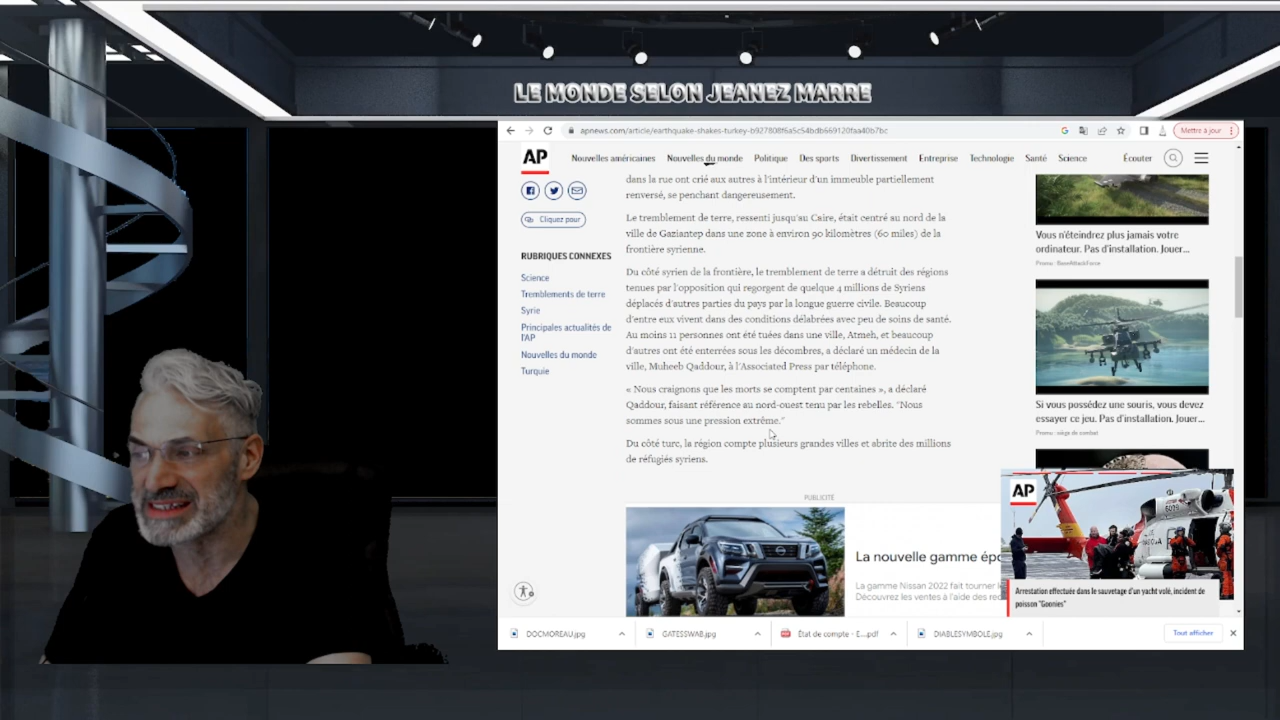 LE MONDE SELON JEANEZ MARRE
apnews.com/article/earthquake-shakes-turkey-b927808f6a5c54bdb669120faa40b7bc
Mettre à jour
AP
Nouvelles américaines Nouvelles du monde Politique Des sports Divertissement Entreprise Technologie Santé Science Écouter
Cliquez pour
RUBRIQUES CONNEXES
Science
Tremblements de terre
Syrie
Principales actualités de
l'AP
Nouvelles du monde
Turquie
dans la rue ont crié aux autres à l'intérieur d'un immeuble partiellement
renversé, se penchant dangereusement.
Le tremblement de terre, ressenti jusqu'au Caire, était centré au nord de la
ville de Gaziantep dans une zone à environ 90 kilomètres (60 miles) de la
frontière syrienne.
Du côté syrien de la frontière, le tremblement de terre a détruit des régions
tenues par l'opposition qui regorgent de quelque 4 millions de Syriens
déplacés d'autres parties du pays par la longue guerre civile. Beaucoup
d'entre eux vivent dans des conditions délabrées avec peu de soins de santé.
Au moins 11 personnes ont été tuées dans une ville, Atmeh, et beaucoup
d'autres ont été enterrées sous les décombres, a déclaré un médecin de la
ville, Muheeb Qaddour, à l'Associated Press par téléphone.
« Nous craignons que les morts se comptent par centaines », a déclaré
Qaddour, faisant référence au nord-ouest tenu par les rebelles. "Nous
sommes sous une pression extrême."
Du côté turc, la région compte plusieurs grandes villes et abrite des millions
de réfugiés syriens.
PUBLICITÉ
La nouvelle gamme épo
La gamme Nissan 2022 fait tourner l
Découvrez les ventes à l'aide des re
Vous n'éteindrez plus jamais votre
ordinateur. Pas d'installation. Jouer...
Promu :
Si vous possédez une souris, vous devez
essayer ce jeu. Pas d'installation. Jouer...
Promu : siège de combat
AP
Arrestation effectuée dans le sauvetage d'un yacht volé, incident de
poisson "Goonies"
DOCMOREAU.jpg
GATESSWAB.jpg
État de compte - E....pdf
DIABLESYMBOLE.jpg
Tout afficher